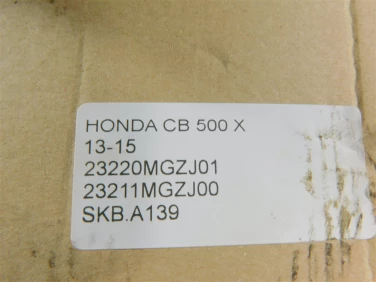 HONDA CB 500 X
13-15
23220MGZJ01
23211MGZJ00
SKB.A139